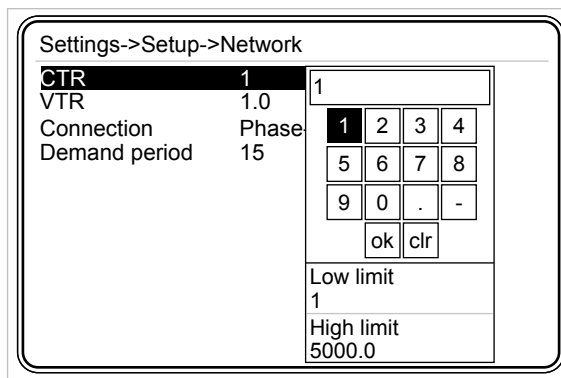 Settings->Setup->Network
CTR 1
VTR 1.0
Connection Phase-
Demand period 15
1
1 2 3 4
5 6 7 8
9 0 . -
ok clr
Low limit
1
High limit
5000.0